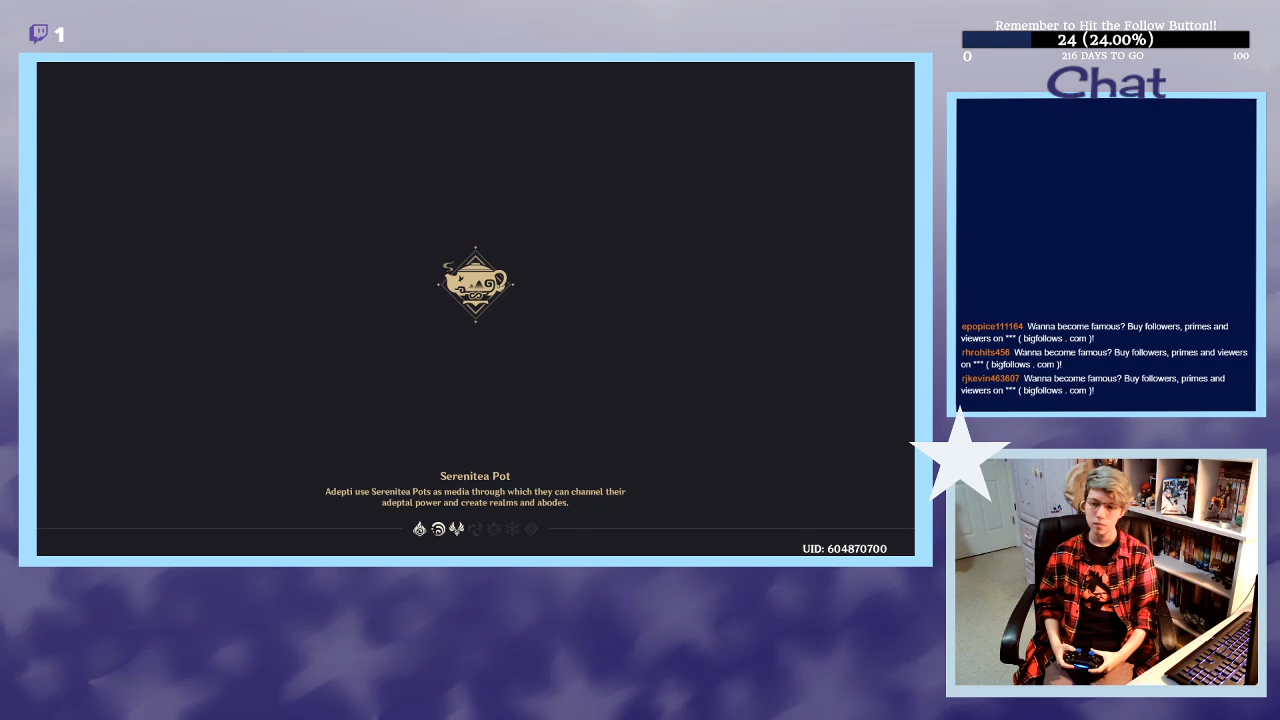 1
Remember to Hit the Follow Button!!
24 (24.00%)
0 216 DAYS TO GO 100
Chat
epopice111164 Wanna become famous? Buy followers, primes and
viewers on *** ( bigfollows . com )!
rhrohits456 Wanna become famous? Buy followers, primes and viewers
on *** ( bigfollows . com )!
rjkevin463607 Wanna become famous? Buy followers, primes and
viewers on *** ( bigfollows . com )!
Serenitea Pot
Adepti use Serenitea Pots as media through which they can channel their
adeptal power and create realms and abodes.
UID: 604870700